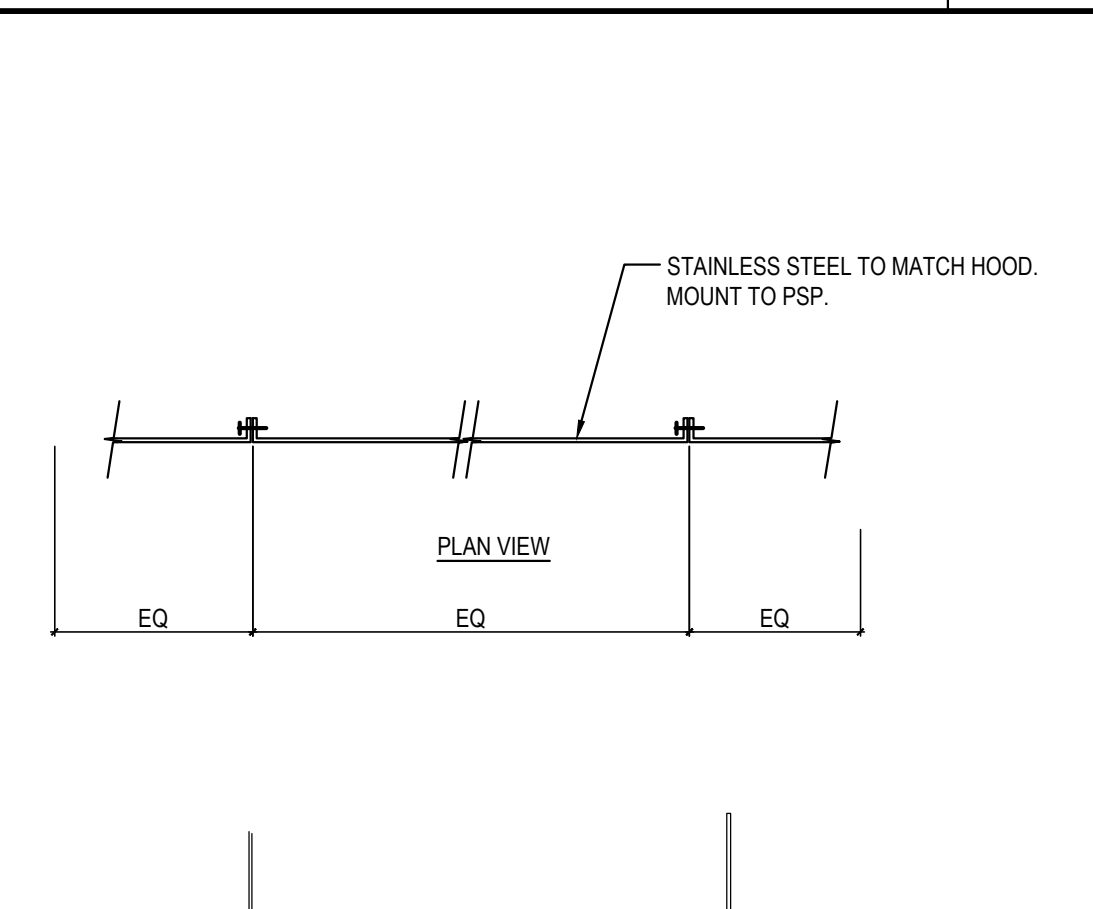 STAINLESS STEEL TO MATCH HOOD.
MOUNT TO PSP.
PLAN VIEW
EQ
EQ
EQ